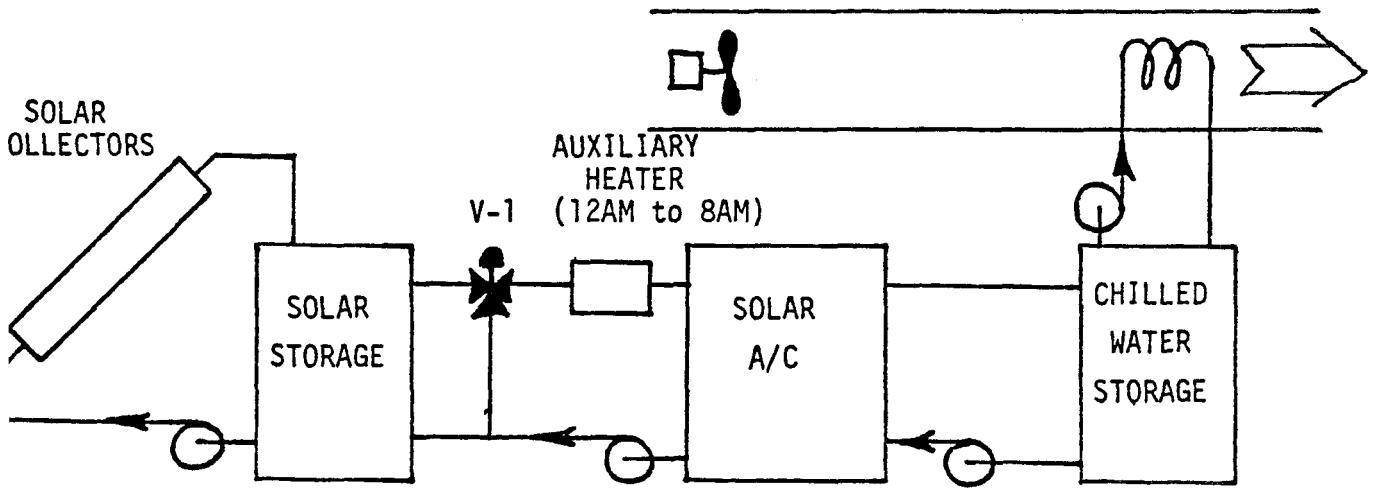 SOLAR
OLLECTORS
AUXILIARY
HEATER
V-1 (12AM to 8AM)
SOLAR
STORAGE
SOLAR
A/C
CHILLED
WATER
STORAGE